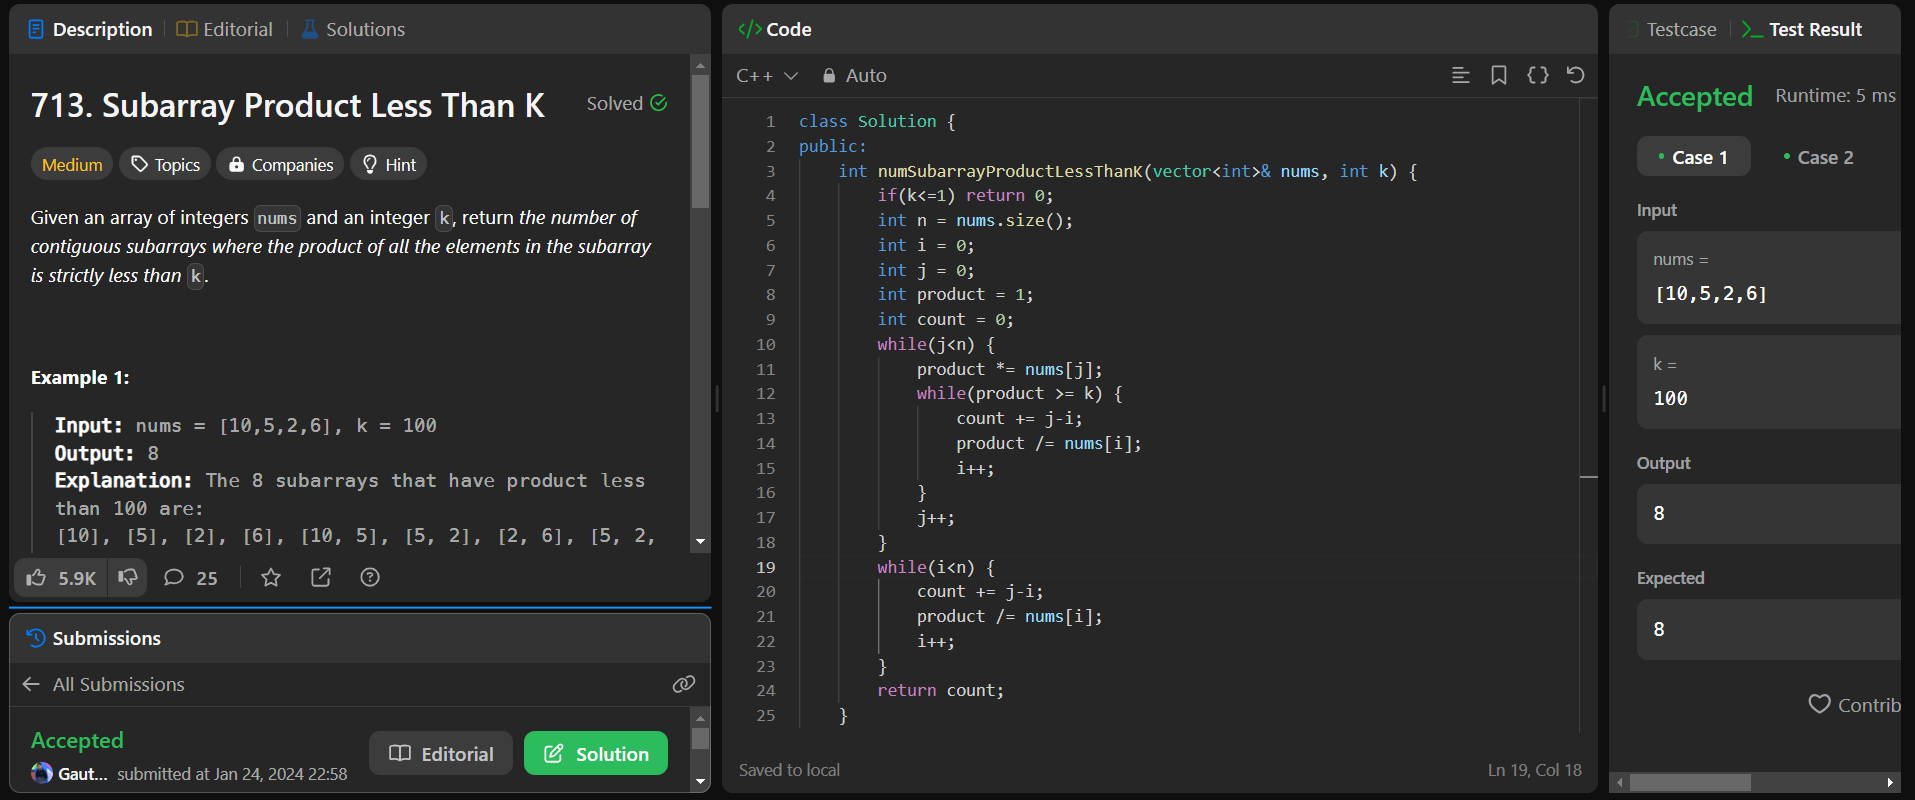 Description
Editorial
Solutions
713. Subarray Product Less Than K
Solved
Medium
Topics
Companies
Hint
Given an array of integers nums and an integer k, return the number of
contiguous subarrays where the product of all the elements in the subarray
is strictly less than k.
Example 1:
Input: nums = [10,5,2,6], k = 100
Output: 8
Explanation: The 8 subarrays that have product less
than 100 are:
[10], [5], [2], [6], [10, 5], [5, 2], [2, 6], [5, 2,
5.9K
25
Submissions
All Submissions
Accepted
Editorial
Solution
Gaut... submitted at Jan 24, 2024 22:58
</> Code
C++
Auto
1 class Solution {
2 public:
3 int numSubarrayProductLessThanK(vector<int>& nums, int k) {
4 if(k<=1) return 0;
5 int n = nums.size();
6 int i = 0;
7 int j = 0;
8 int product = 1;
9 int count = 0;
10 while(j<n) {
11 product *= nums[j];
12 while(product >= k) {
13 count += j-i;
14 product /= nums[i];
15 i++;
16 }
17 j++;
18 }
19 while(i<n) {
20 count += j-i;
21 product /= nums[i];
22 i++;
23 }
24 return count;
25 }
Saved to local
Ln 19, Col 18
Testcase
Test Result
Accepted
Runtime: 5 ms
Case 1
Case 2
Input
nums =
[10,5,2,6]
k =
100
Output
8
Expected
8
Contrib